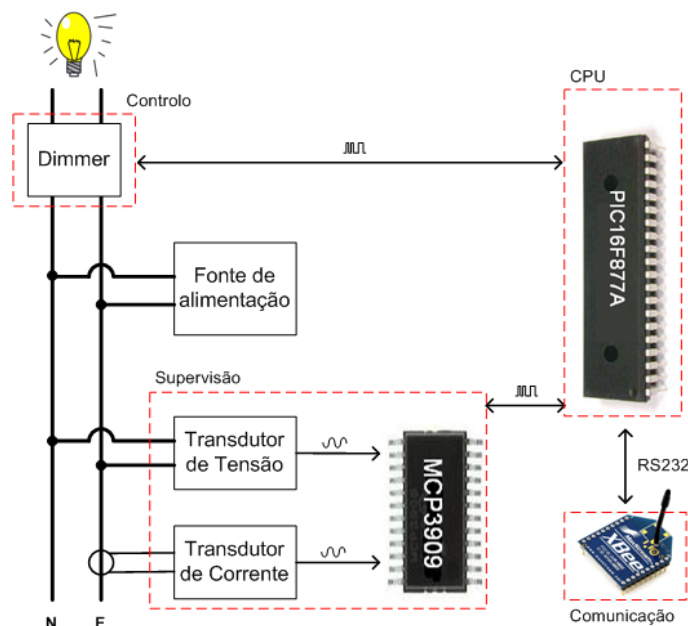 Controlo
CPU
Dimmer
PIC16F877A
Fonte de
alimentação
Supervisão
Transdutor
de Tensão
MCP3909
RS232
Transdutor
de Corrente
XBee
Comunicação
N